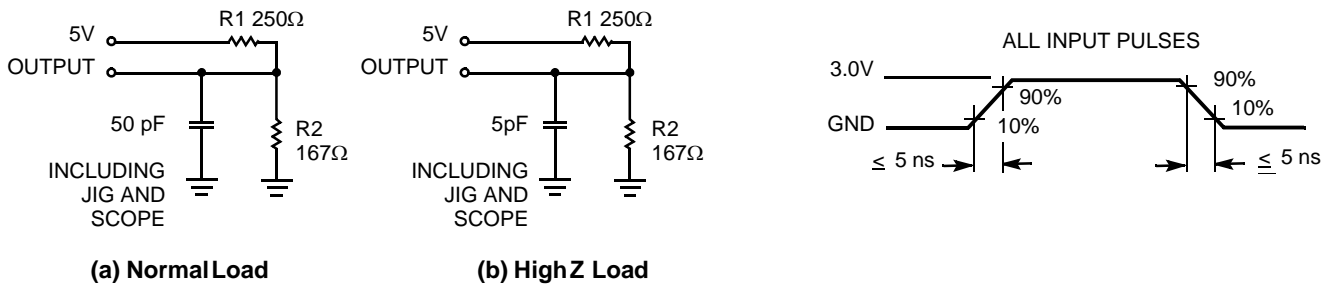 R1 250Ω
5V
OUTPUT
50 pF
R2
167Ω
INCLUDING
JIG AND
SCOPE
(a) Normal Load
R1 250Ω
5V
OUTPUT
5pF
R2
167Ω
INCLUDING
JIG AND
SCOPE
(b) High Z Load
ALL INPUT PULSES
3.0V
90%
90%
10%
10%
GND
≤ 5 ns
≤ 5 ns